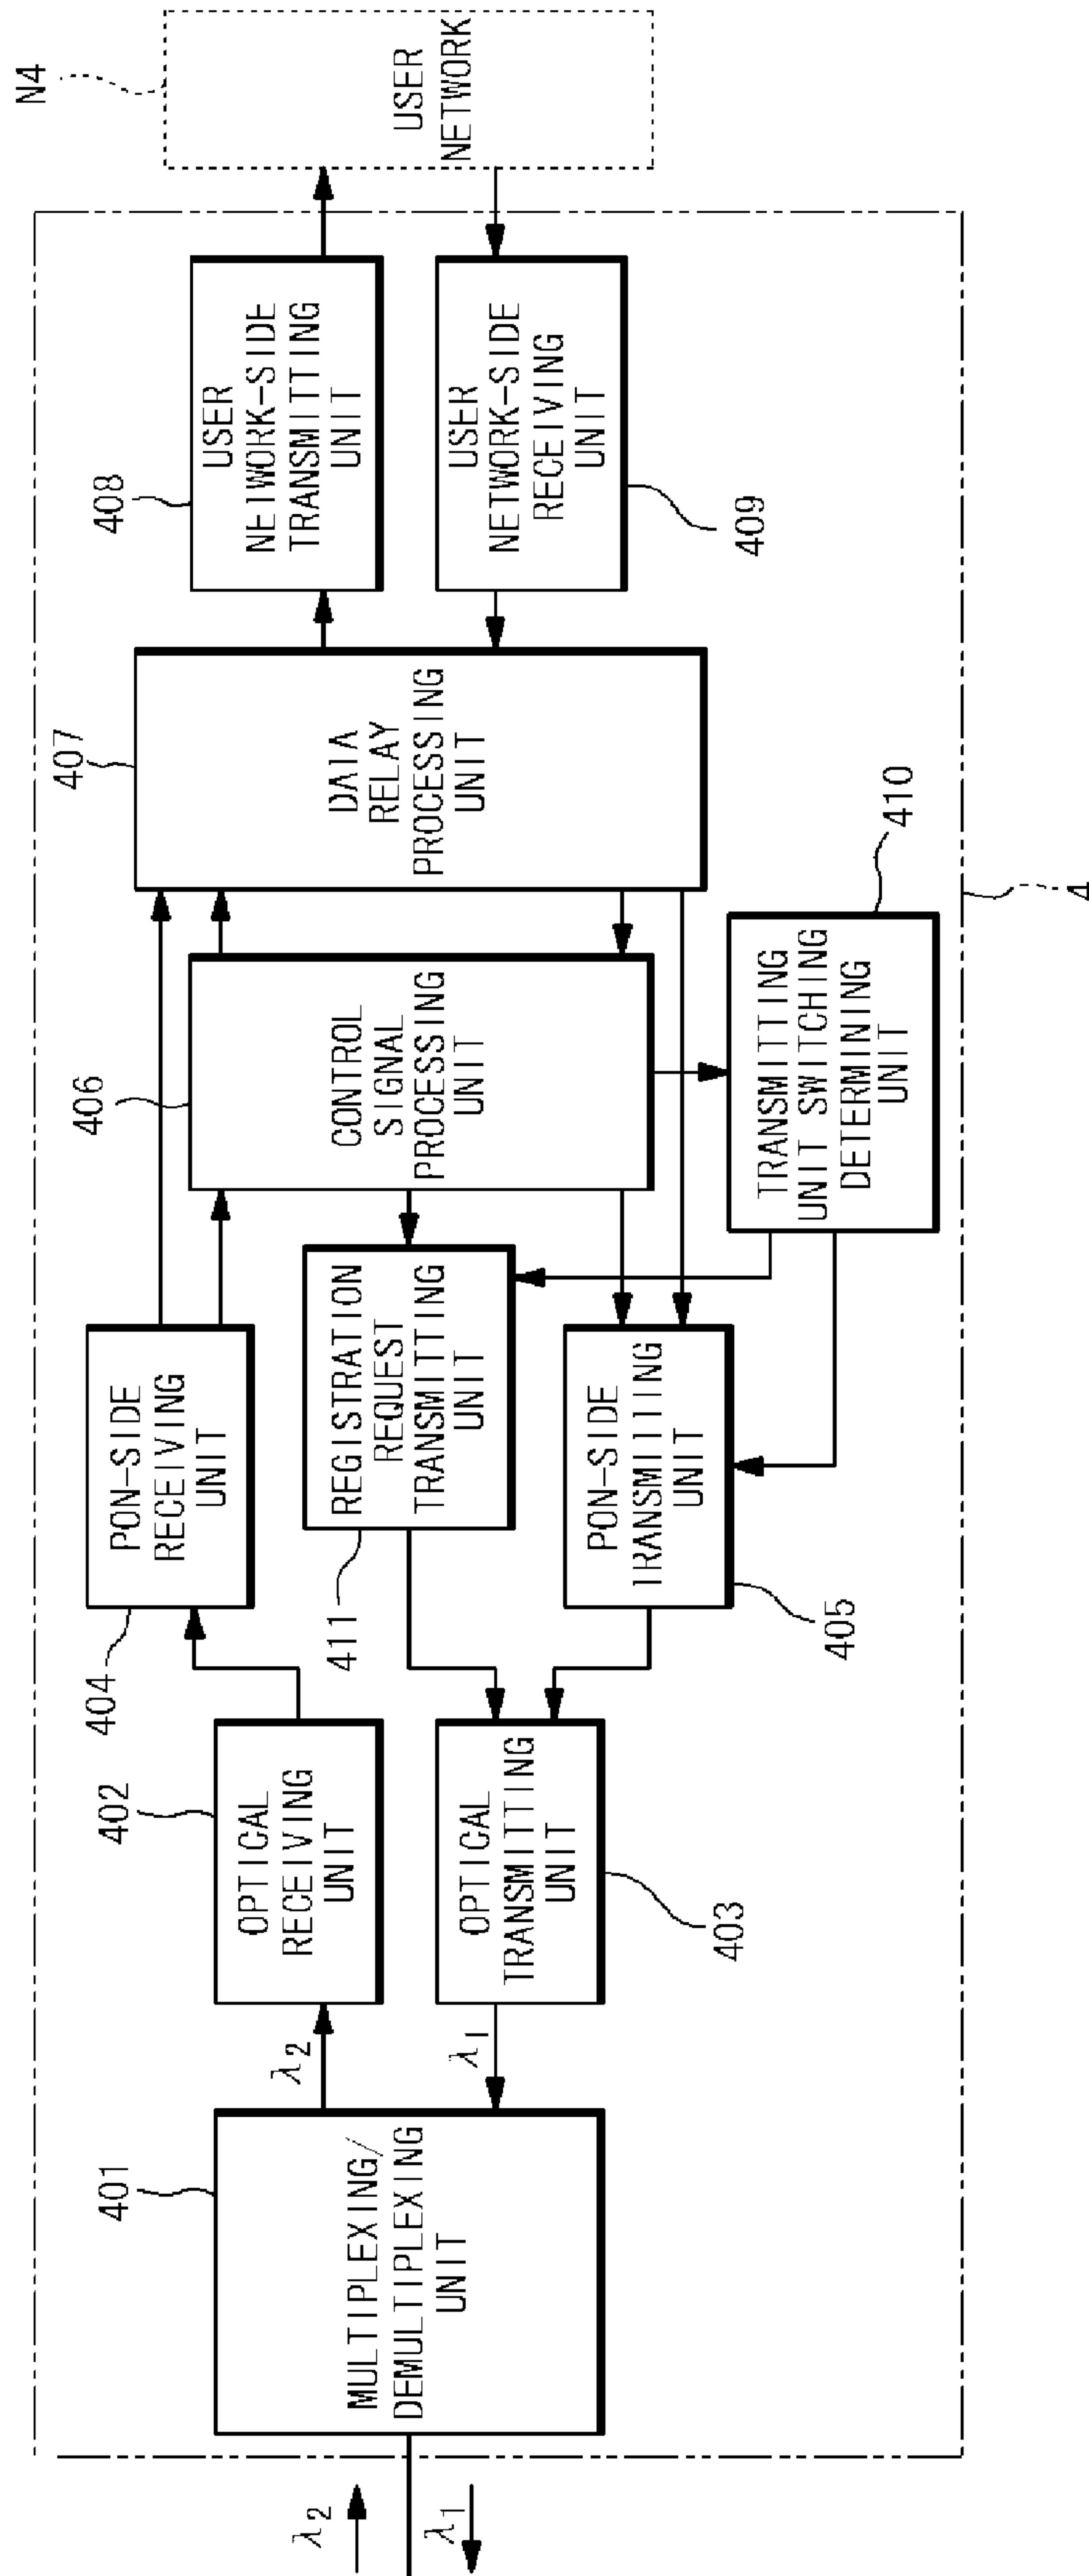 λ2
λ1
401
MULTIPLEXING/
DEMULTIPLEXING
UNIT
λ2
λ1
402
OPTICAL
RECEIVING
UNIT
OPTICAL
TRANSMITTING
UNIT
403
404
PON-SIDE
RECEIVING
UNIT
411
REGISTRATION
REQUEST
TRANSMITTING
UNIT
PON-SIDE
TRANSMITTING
UNIT
405
406
CONTROL
SIGNAL
PROCESSING
UNIT
TRANSMITTING
UNIT SWITCHING
DETERMINING
UNIT
410
407
DATA
RELAY
PROCESSING
UNIT
408
USER
NETWORK-SIDE
TRANSMITTING
UNIT
USER
NETWORK-SIDE
RECEIVING
UNIT
409
4
N4
USER
NETWORK